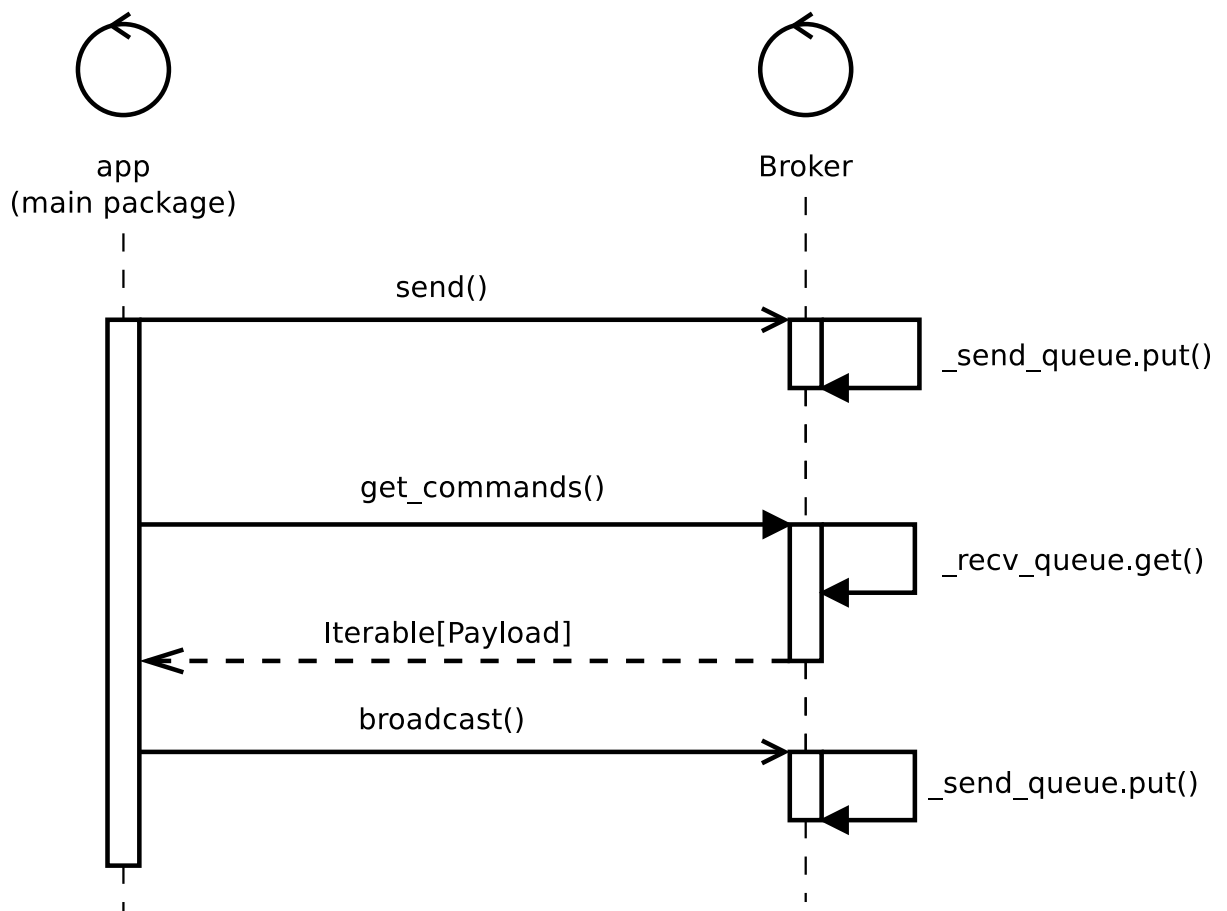 app
(main package)
Broker
send()
_send_queue.put()
get_commands()
_recv_queue.get()
Iterable[Payload]
broadcast()
_send_queue.put()